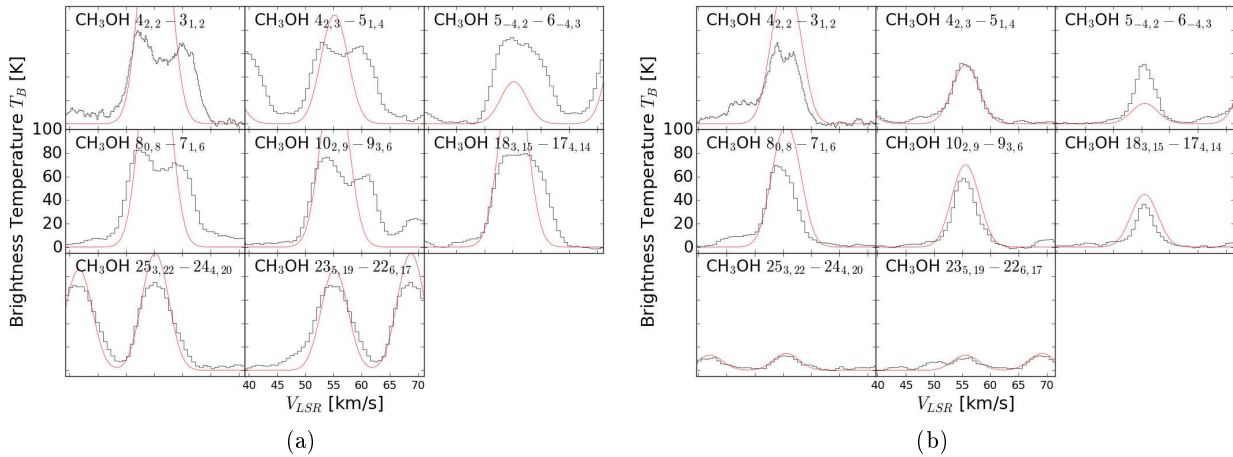 CH₃OH 4₂,₂ − 3₁,₂ CH₃OH 4₂,₃ − 5₁,₄ CH₃OH 5₋₄,₂ − 6₋₄,₃
100 CH₃OH 8₀,₈ − 7₁,₆ CH₃OH 10₂,₉ − 9₃,₆ CH₃OH 18₃,₁₅ − 17₄,₁₄
80
60
40
20
0
CH₃OH 25₃,₂₂ − 24₄,₂₀ CH₃OH 23₅,₁₉ − 22₆,₁₇
Brightness Temperature T_B [K]
40 45 50 55 60 65 70
V_LSR [km/s]
(a)
CH₃OH 4₂,₂ − 3₁,₂ CH₃OH 4₂,₃ − 5₁,₄ CH₃OH 5₋₄,₂ − 6₋₄,₃
100 CH₃OH 8₀,₈ − 7₁,₆ CH₃OH 10₂,₉ − 9₃,₆ CH₃OH 18₃,₁₅ − 17₄,₁₄
80
60
40
20
0
CH₃OH 25₃,₂₂ − 24₄,₂₀ CH₃OH 23₅,₁₉ − 22₆,₁₇
Brightness Temperature T_B [K]
40 45 50 55 60 65 70
V_LSR [km/s]
(b)